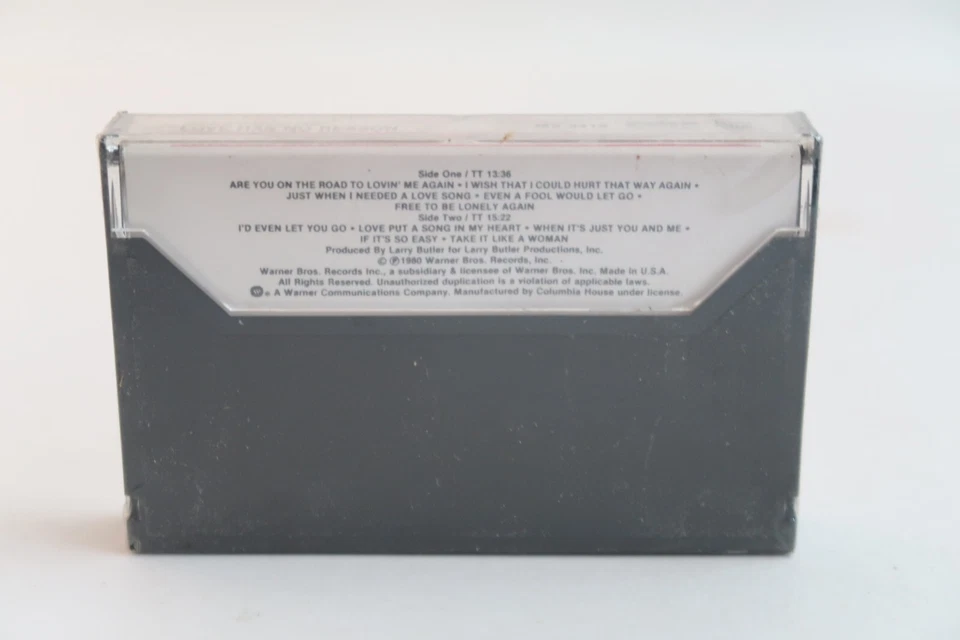 Side One / TT 13:36
ARE YOU ON THE ROAD TO LOVIN' ME AGAIN • I WISH THAT I COULD HURT THAT WAY AGAIN •
JUST WHEN I NEEDED A LOVE SONG • EVEN A FOOL WOULD LET GO •
FREE TO BE LONELY AGAIN
Side Two / TT 15:22
I'D EVEN LET YOU GO • LOVE PUT A SONG IN MY HEART • WHEN IT'S JUST YOU AND ME •
IF IT'S SO EASY • TAKE IT LIKE A WOMAN
Produced By Larry Butler for Larry Butler Productions, Inc.
© ℗ 1980 Warner Bros. Records, Inc.
Warner Bros. Records Inc., a subsidiary & licensee of Warner Bros. Inc. Made in U.S.A.
All Rights Reserved. Unauthorized duplication is a violation of applicable laws.
® A Warner Communications Company. Manufactured by Columbia House under license.